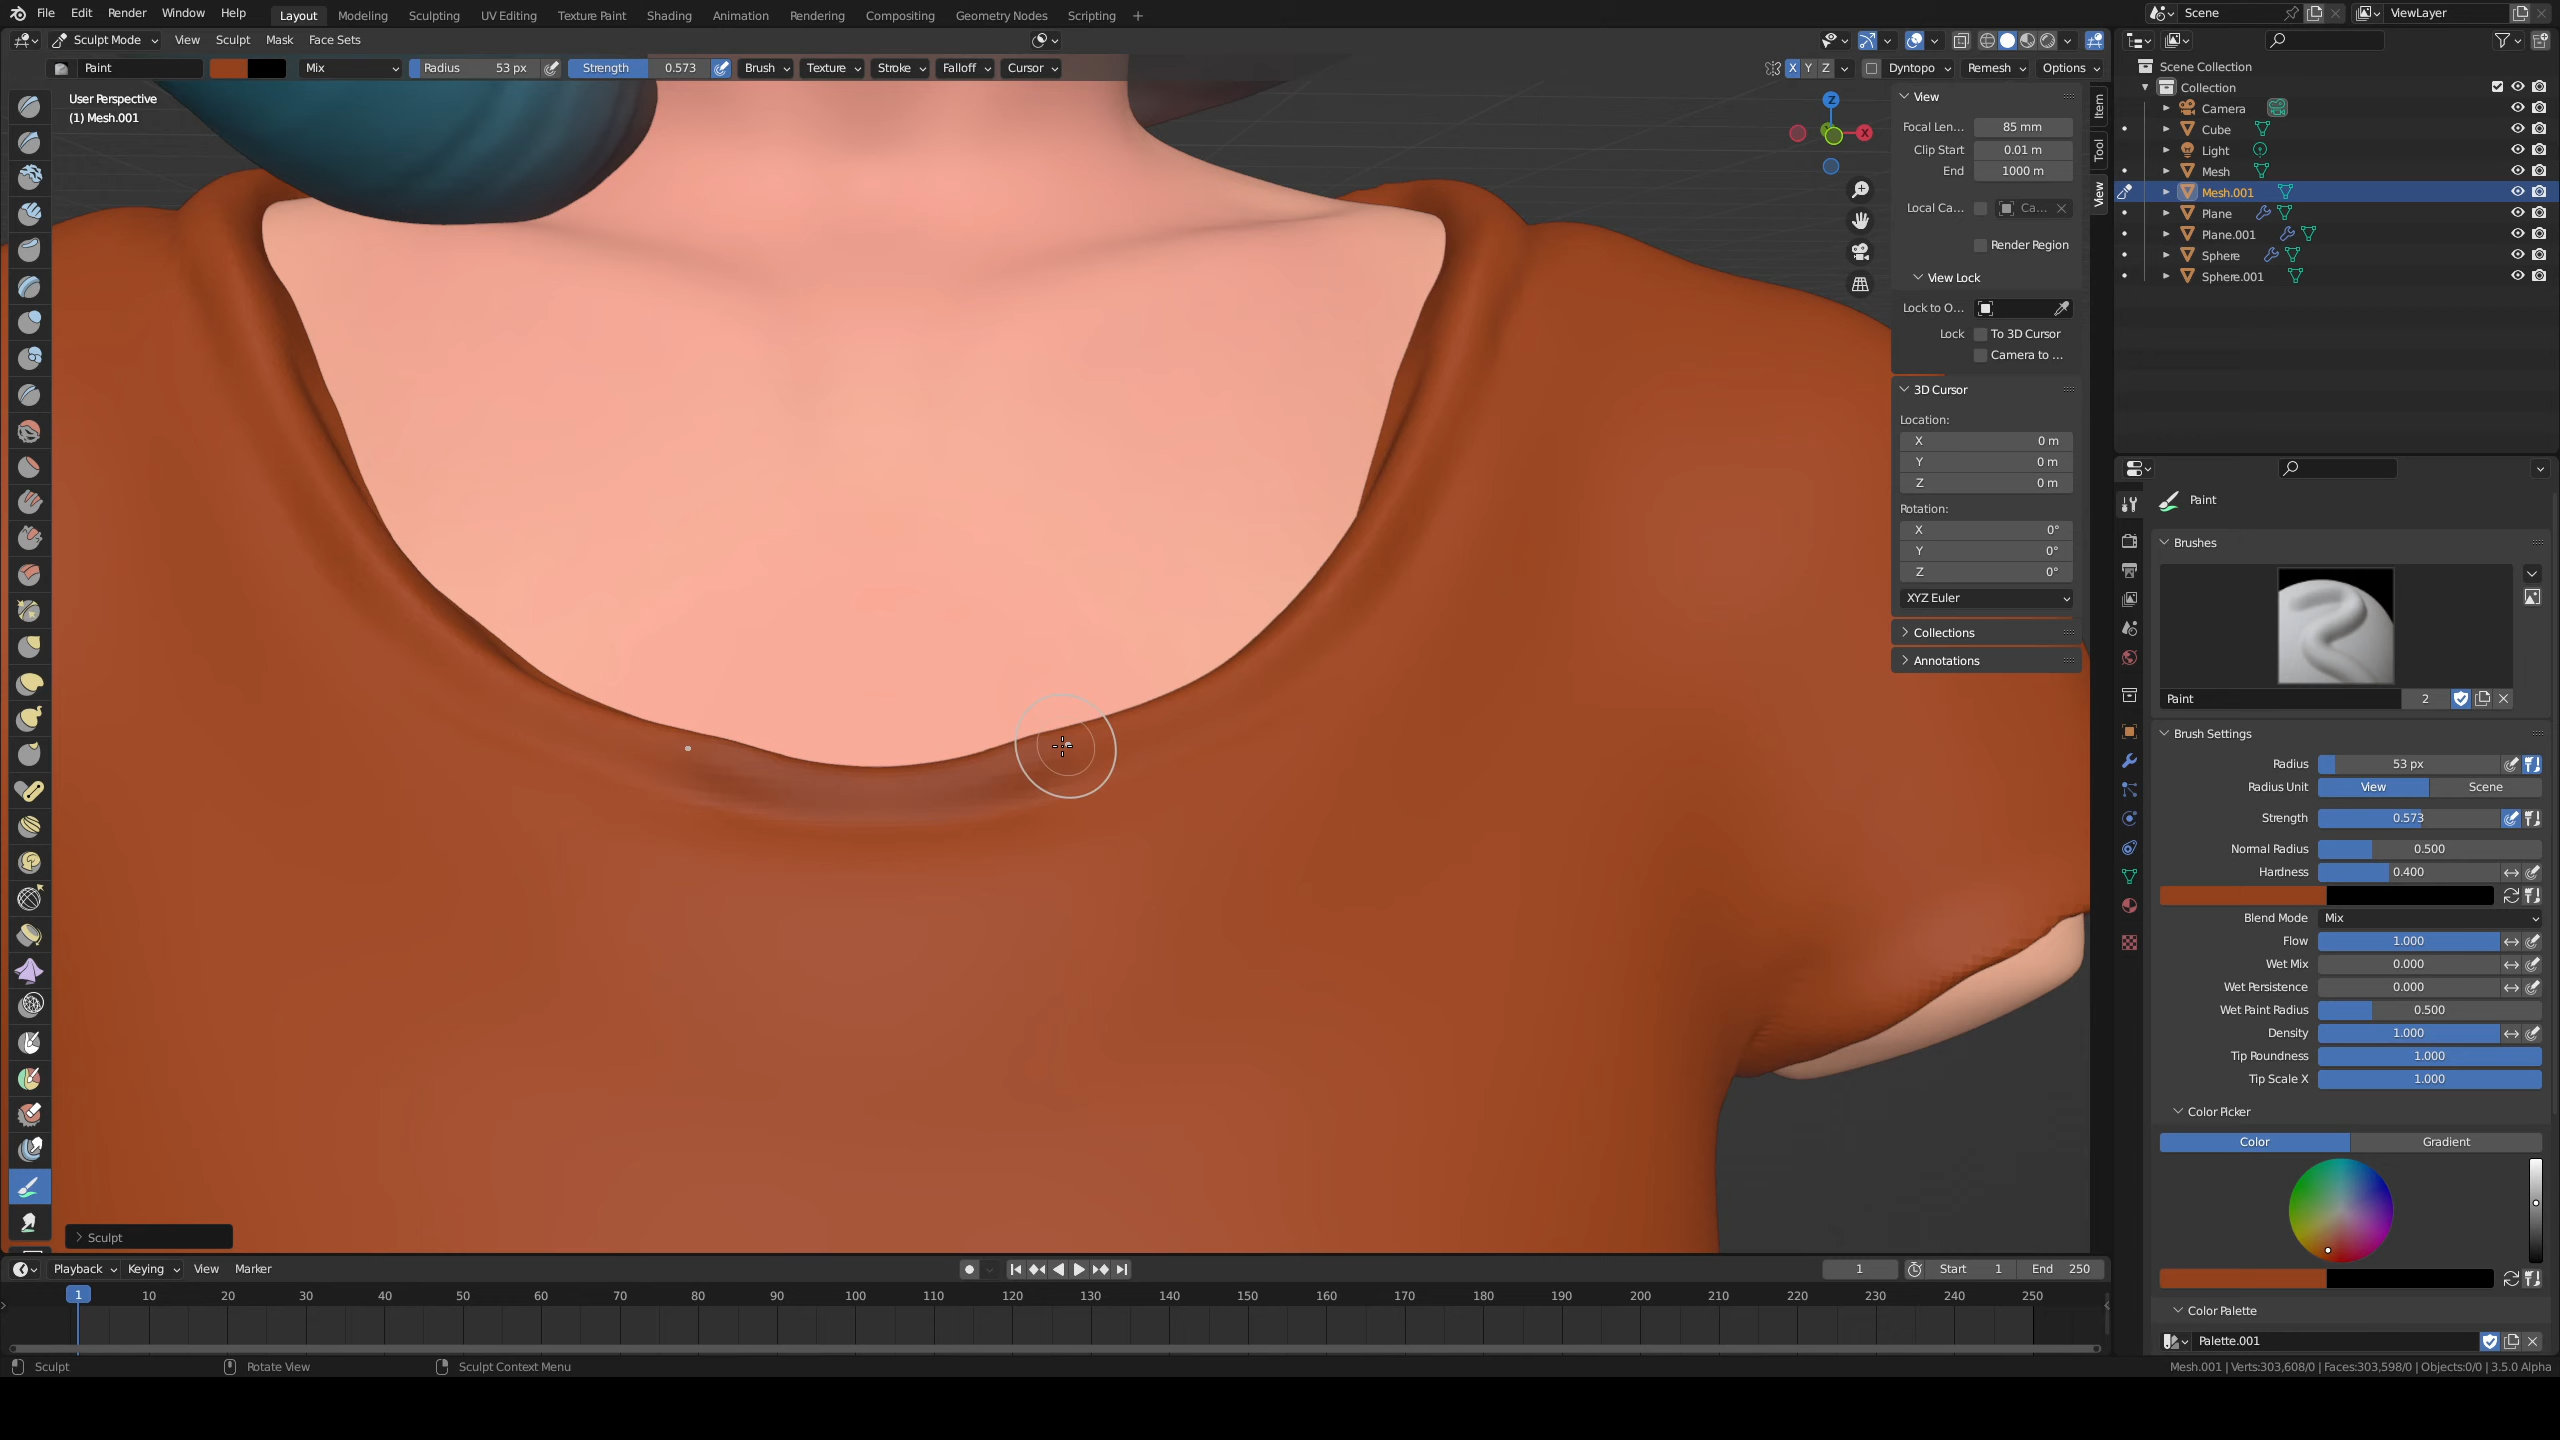 File Edit Render Window Help Layout Modeling Sculpting UV Editing Texture Paint Shading Animation Rendering Compositing Geometry Nodes Scripting + Scene ViewLayer
Sculpt Mode View Sculpt Mask Face Sets
Paint Mix Radius 53 px Strength 0.573 Brush Texture Stroke Falloff Cursor X Y Z Dyntopo Remesh Options
User Perspective
(1) Mesh.001
Z
X
View
Focal Len... 85 mm
Clip Start 0.01 m
End 1000 m
Local Ca... Ca...
Render Region
View Lock
Lock to O...
Lock To 3D Cursor
Camera to ...
3D Cursor
Location:
X 0 m
Y 0 m
Z 0 m
Rotation:
X 0°
Y 0°
Z 0°
XYZ Euler
Collections
Annotations
Item
Tool
View
Scene Collection
Collection
Camera
Cube
Light
Mesh
Mesh.001
Plane
Plane.001
Sphere
Sphere.001
Paint
Brushes
Paint 2
Brush Settings
Radius 53 px
Radius Unit View Scene
Strength 0.573
Normal Radius 0.500
Hardness 0.400
Blend Mode Mix
Flow 1.000
Wet Mix 0.000
Wet Persistence 0.000
Wet Paint Radius 0.500
Density 1.000
Tip Roundness 1.000
Tip Scale X 1.000
Color Picker
Color Gradient
Color Palette
Palette.001
Sculpt
Playback Keying View Marker 1 Start 1 End 250
1 10 20 30 40 50 60 70 80 90 100 110 120 130 140 150 160 170 180 190 200 210 220 230 240 250
Sculpt Rotate View Sculpt Context Menu Mesh.001 | Verts:303,608/0 | Faces:303,598/0 | Objects:0/0 | 3.5.0 Alpha